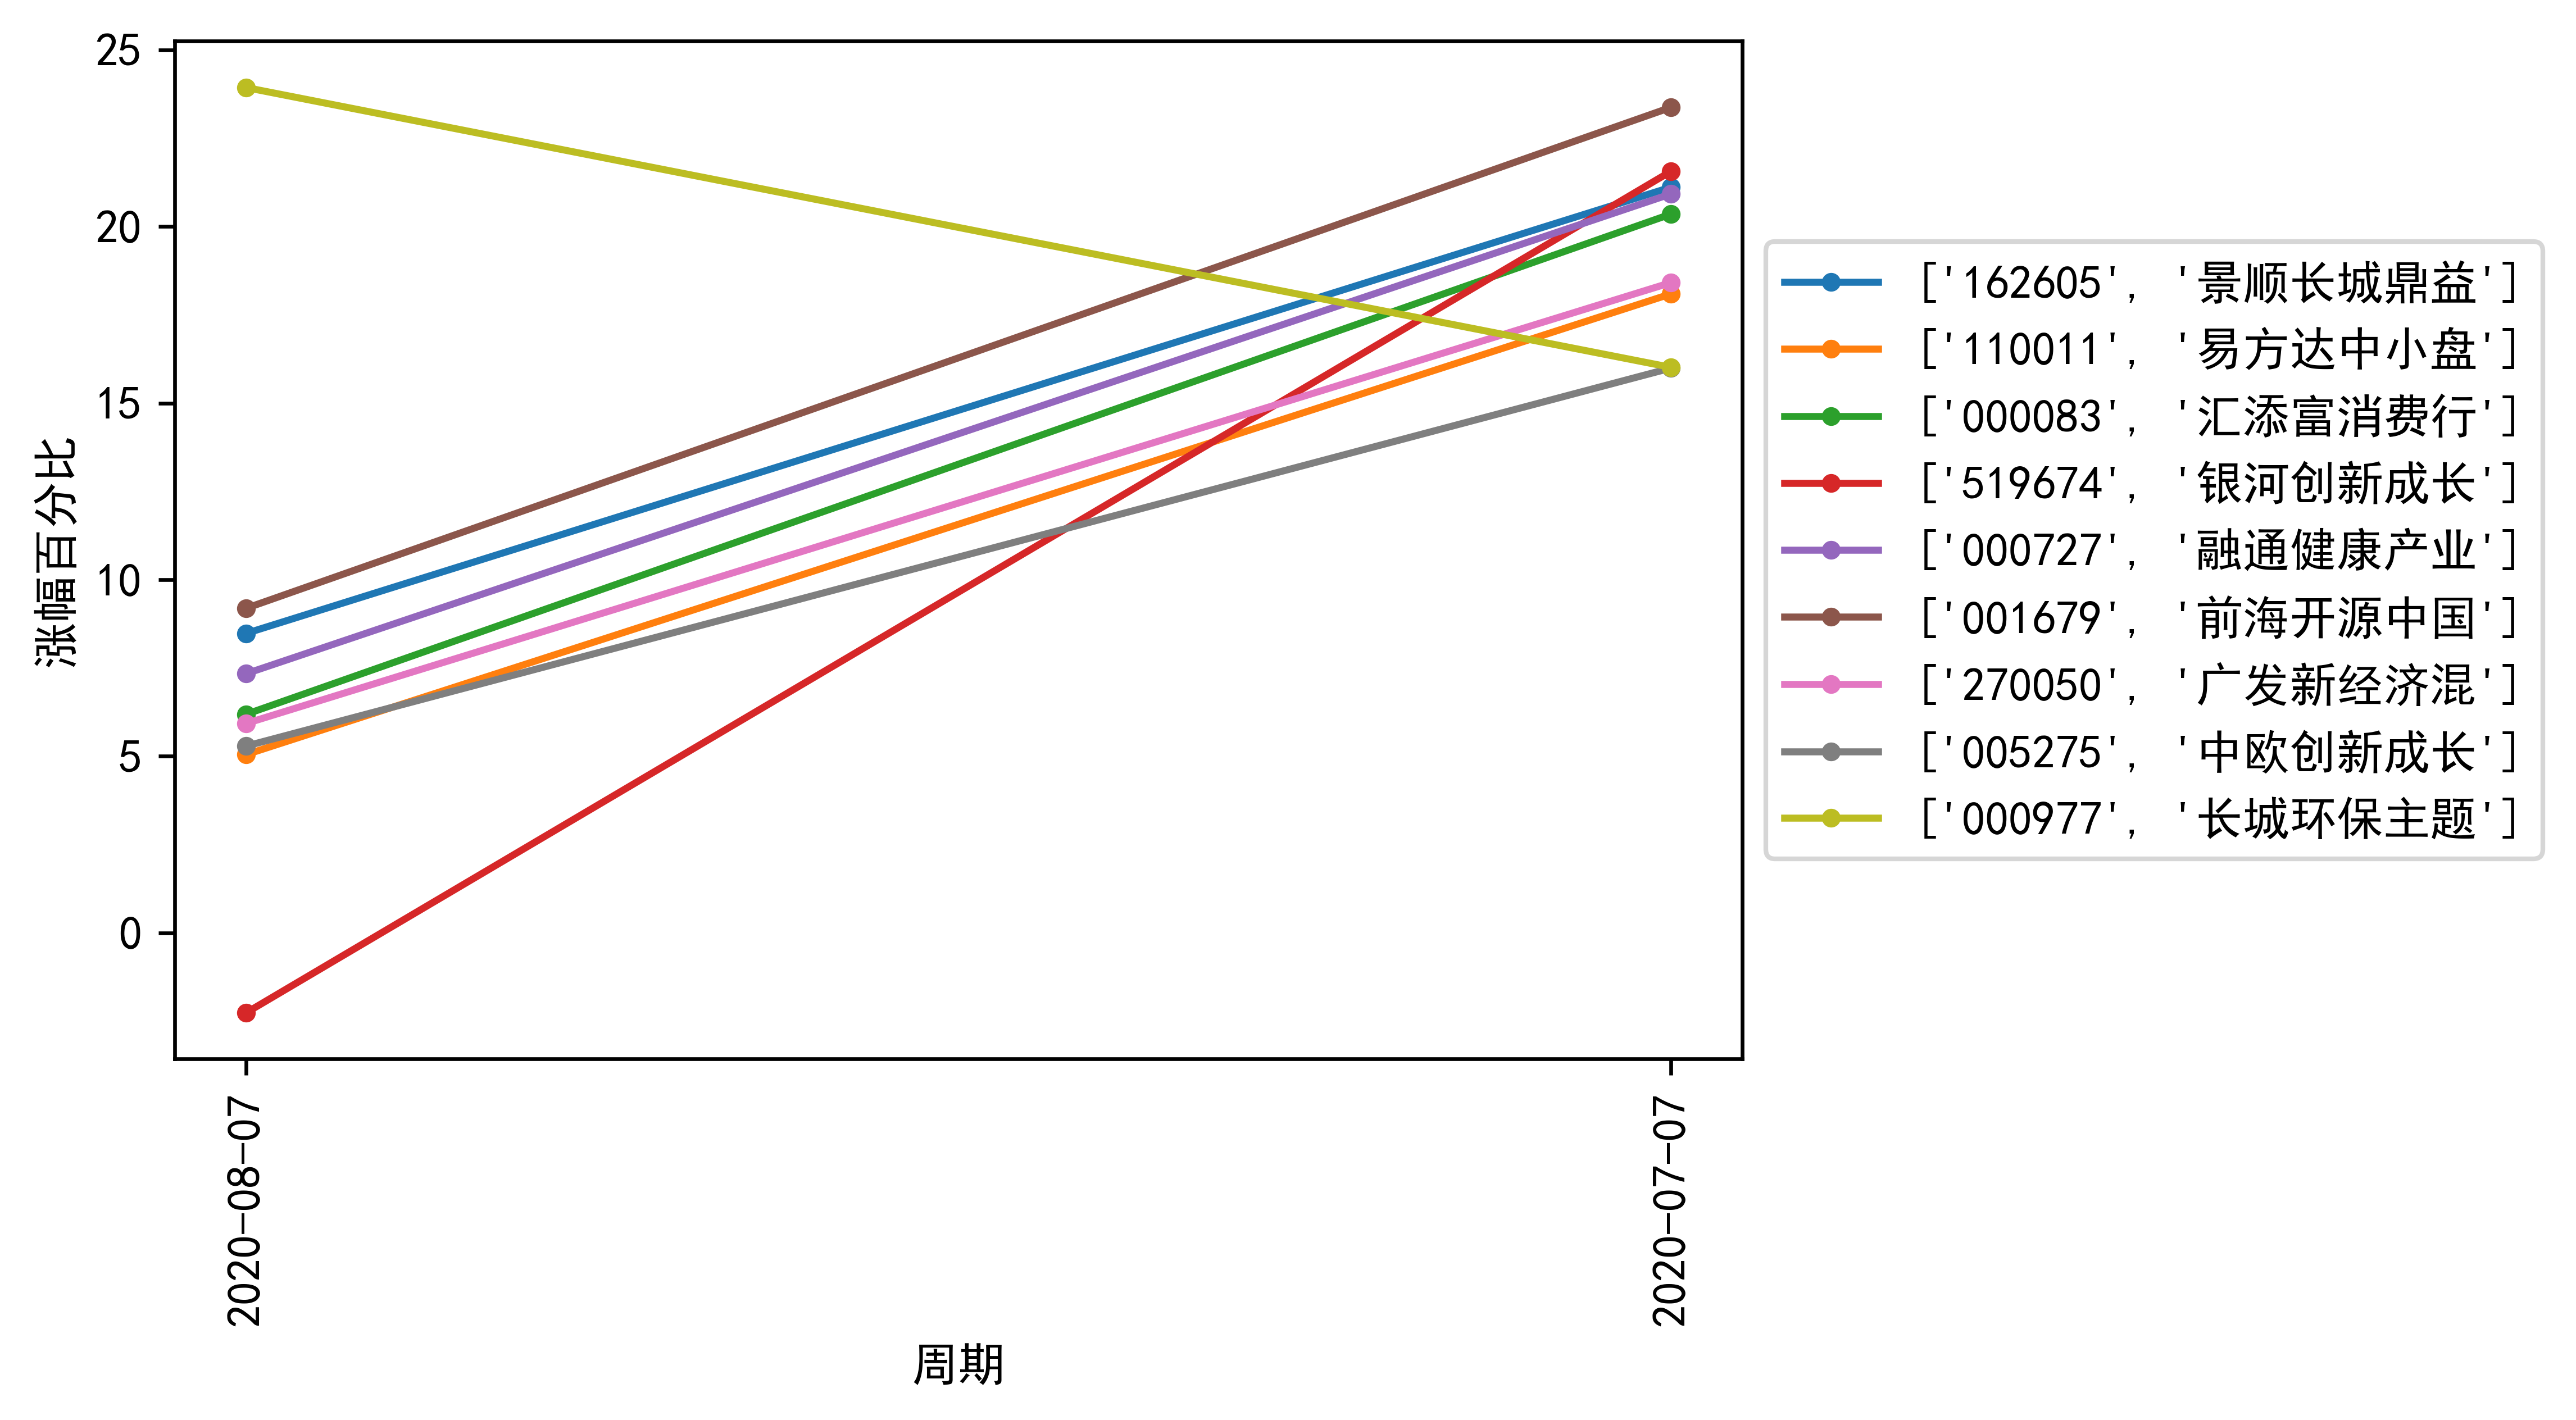 25
20
15
10
5
0
涨幅百分比
2020-08-07
2020-07-07
周期
['162605', '景顺长城鼎益']
['110011', '易方达中小盘']
['000083', '汇添富消费行']
['519674', '银河创新成长']
['000727', '融通健康产业']
['001679', '前海开源中国']
['270050', '广发新经济混']
['005275', '中欧创新成长']
['000977', '长城环保主题']